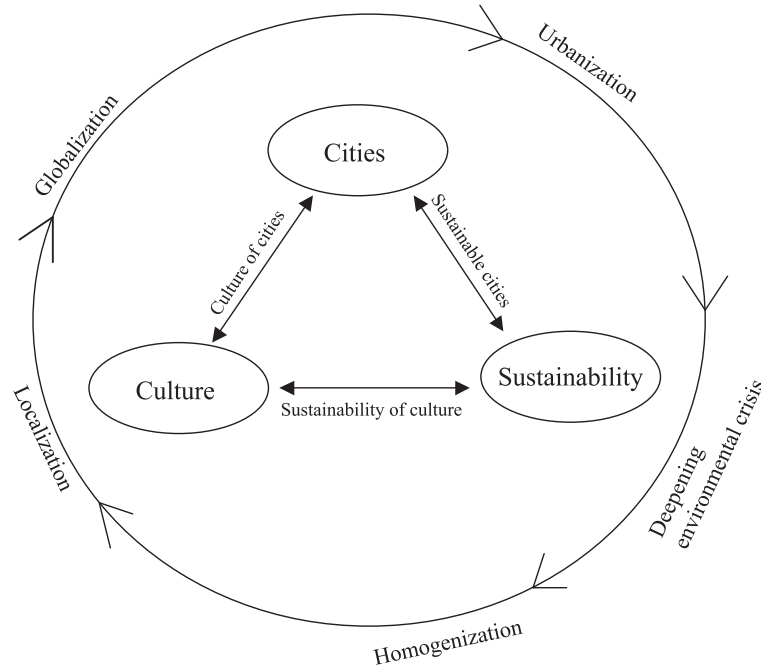 Urbanization
Globalization
Cities
Culture of cities
Sustainable cities
Culture
Sustainability
Sustainability of culture
Localization
Deepening
environmental crisis
Homogenization